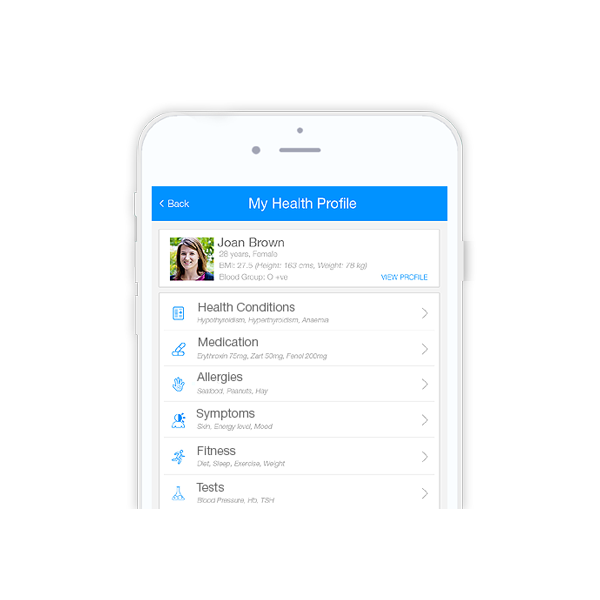 Back
My Health Profile
Joan Brown
28 years, Female
BMI: 27.5 (Height: 163 cms, Weight: 78 kg)
Blood Group: O +ve
VIEW PROFILE
Health Conditions
Hypothyroidism, Hyperthyroidism, Anaemia
Medication
Erythroxin 75mg, Zart 50mg, Fenol 200mg
Allergies
Seafood, Peanuts, Hay
Symptoms
Skin, Energy level, Mood
Fitness
Diet, Sleep, Exercise, Weight
Tests
Blood Pressure, Hb, TSH